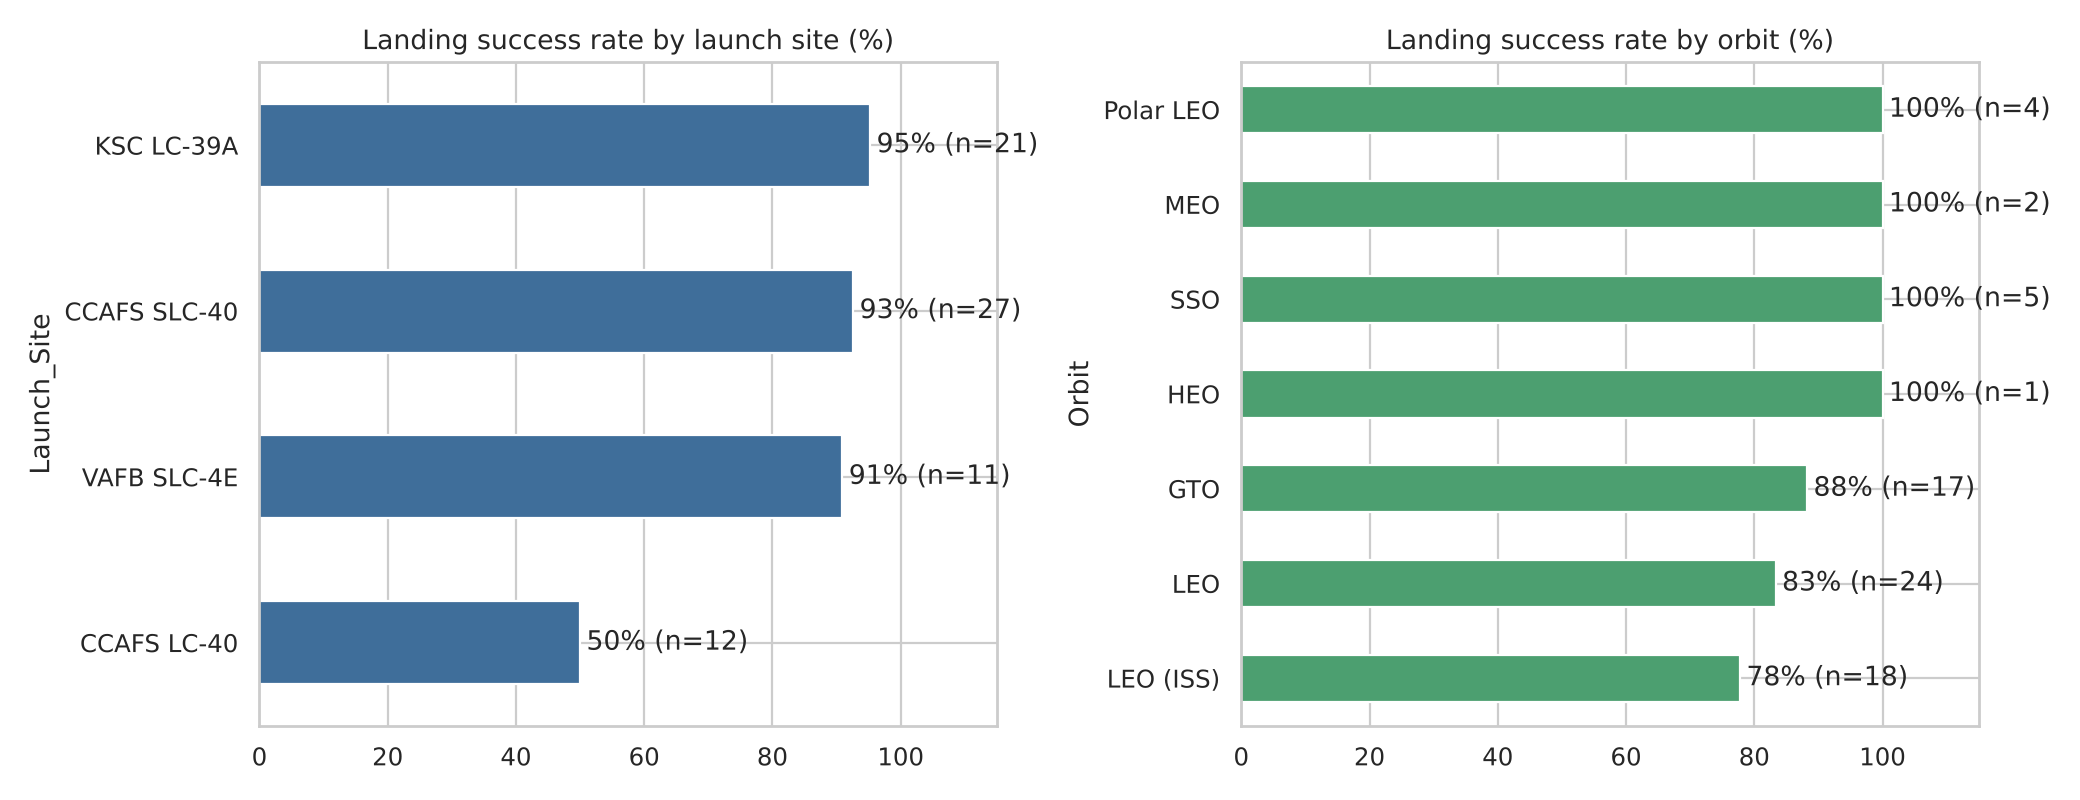 Landing success rate by launch site (%)
Launch_Site
KSC LC-39A
95% (n=21)
CCAFS SLC-40
93% (n=27)
VAFB SLC-4E
91% (n=11)
CCAFS LC-40
50% (n=12)
0 20 40 60 80 100
Landing success rate by orbit (%)
Orbit
Polar LEO
100% (n=4)
MEO
100% (n=2)
SSO
100% (n=5)
HEO
100% (n=1)
GTO
88% (n=17)
LEO
83% (n=24)
LEO (ISS)
78% (n=18)
0 20 40 60 80 100